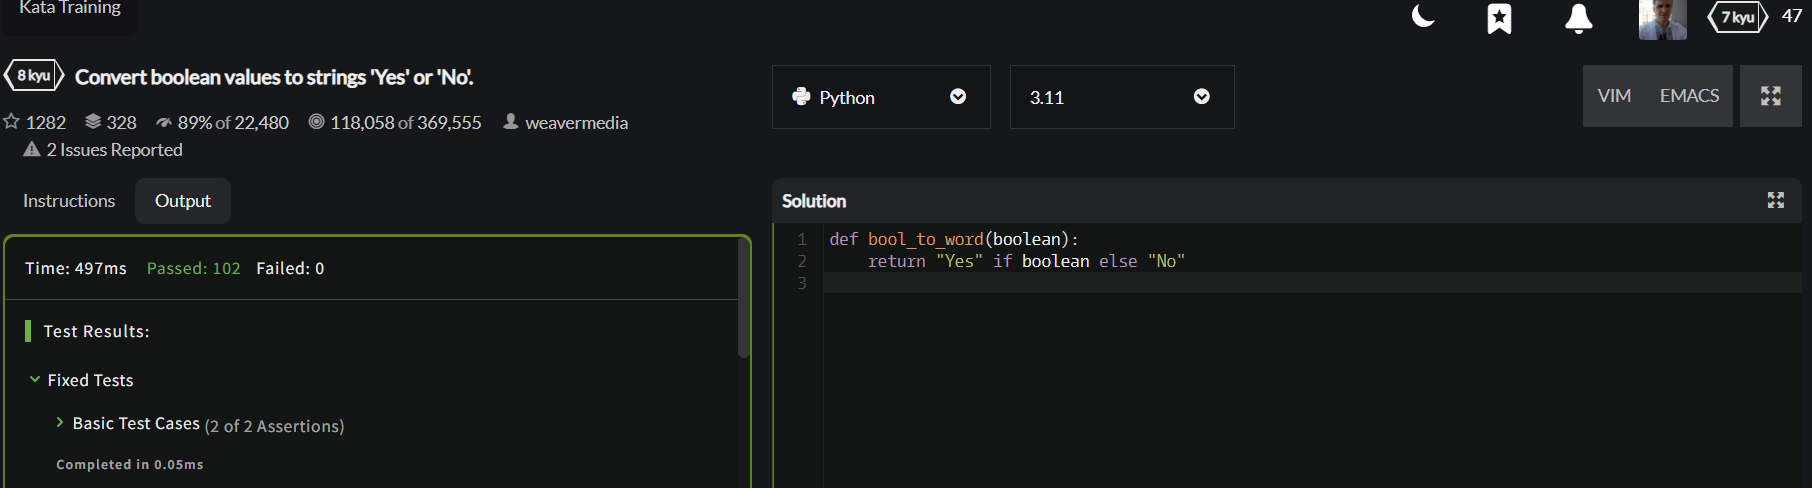 Kata Training
7 kyu
47
8 kyu
Convert boolean values to strings 'Yes' or 'No'.
1282 328 89% of 22,480 118,058 of 369,555 weavermedia
2 Issues Reported
Python
3.11
VIM EMACS
Instructions Output
Time: 497ms Passed: 102 Failed: 0
Test Results:
Fixed Tests
Basic Test Cases (2 of 2 Assertions)
Completed in 0.05ms
Solution
1 def bool_to_word(boolean):
2     return "Yes" if boolean else "No"
3